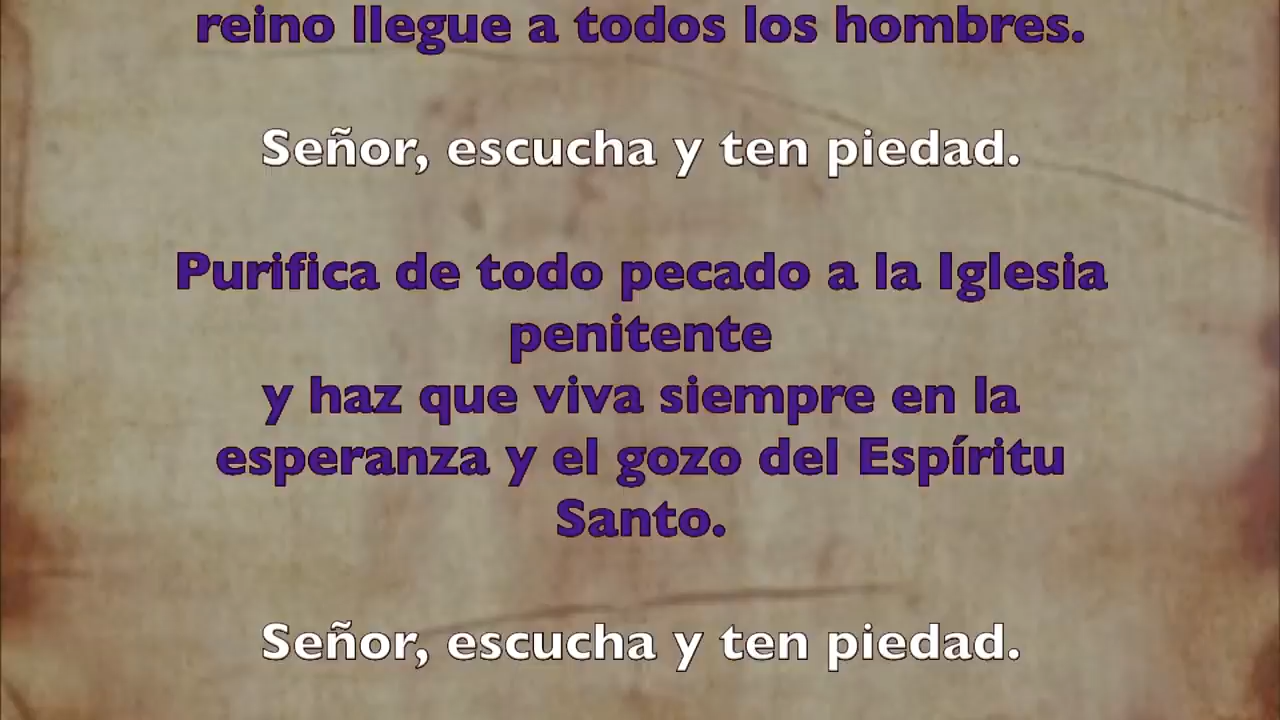 reino llegue a todos los hombres.
Señor, escucha y ten piedad.
Purifica de todo pecado a la Iglesia
penitente
y haz que viva siempre en la
esperanza y el gozo del Espíritu
Santo.
Señor, escucha y ten piedad.